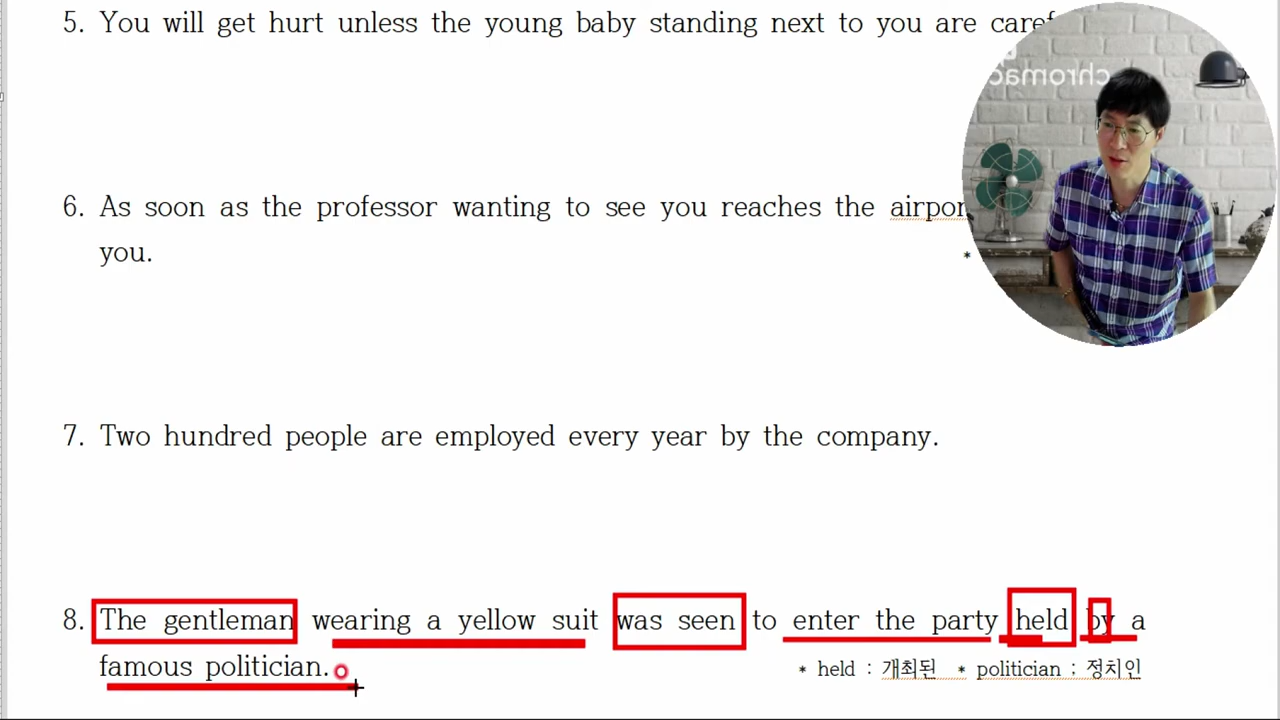 5. You will get hurt unless the young baby standing next to you are
6. As soon as the professor wanting to see you reaches the
you.
*
7. Two hundred people are employed every year by the company.
8. The gentleman wearing a yellow suit was seen to enter the party held by a
famous politician.
* held : 개최된 * politician ; 정치인